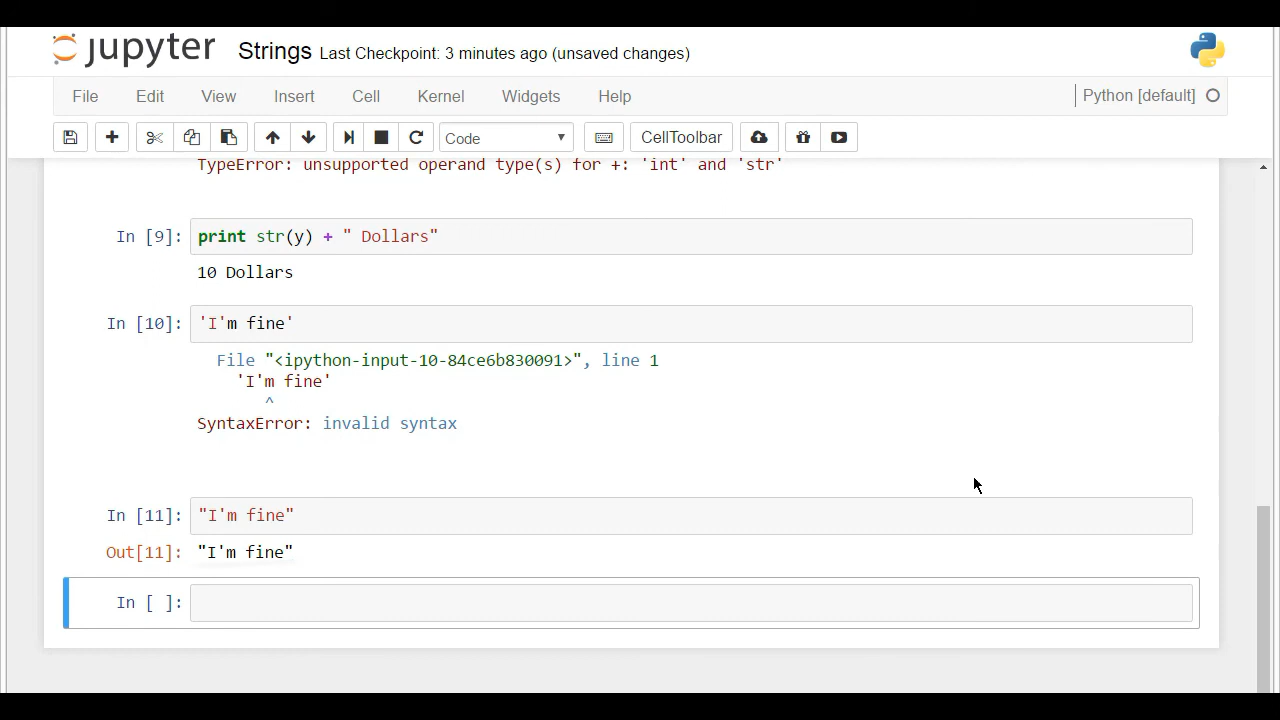 jupyter Strings Last Checkpoint: 3 minutes ago (unsaved changes)
File Edit View Insert Cell Kernel Widgets Help Python [default]
Code CellToolbar
TypeError: unsupported operand type(s) for +: 'int' and 'str'
In [9]: print str(y) + " Dollars"
10 Dollars
In [10]: 'I'm fine'
File "<ipython-input-10-84ce6b830091>", line 1
'I'm fine'
^
SyntaxError: invalid syntax
In [11]: "I'm fine"
Out[11]: "I'm fine"
In [ ]: